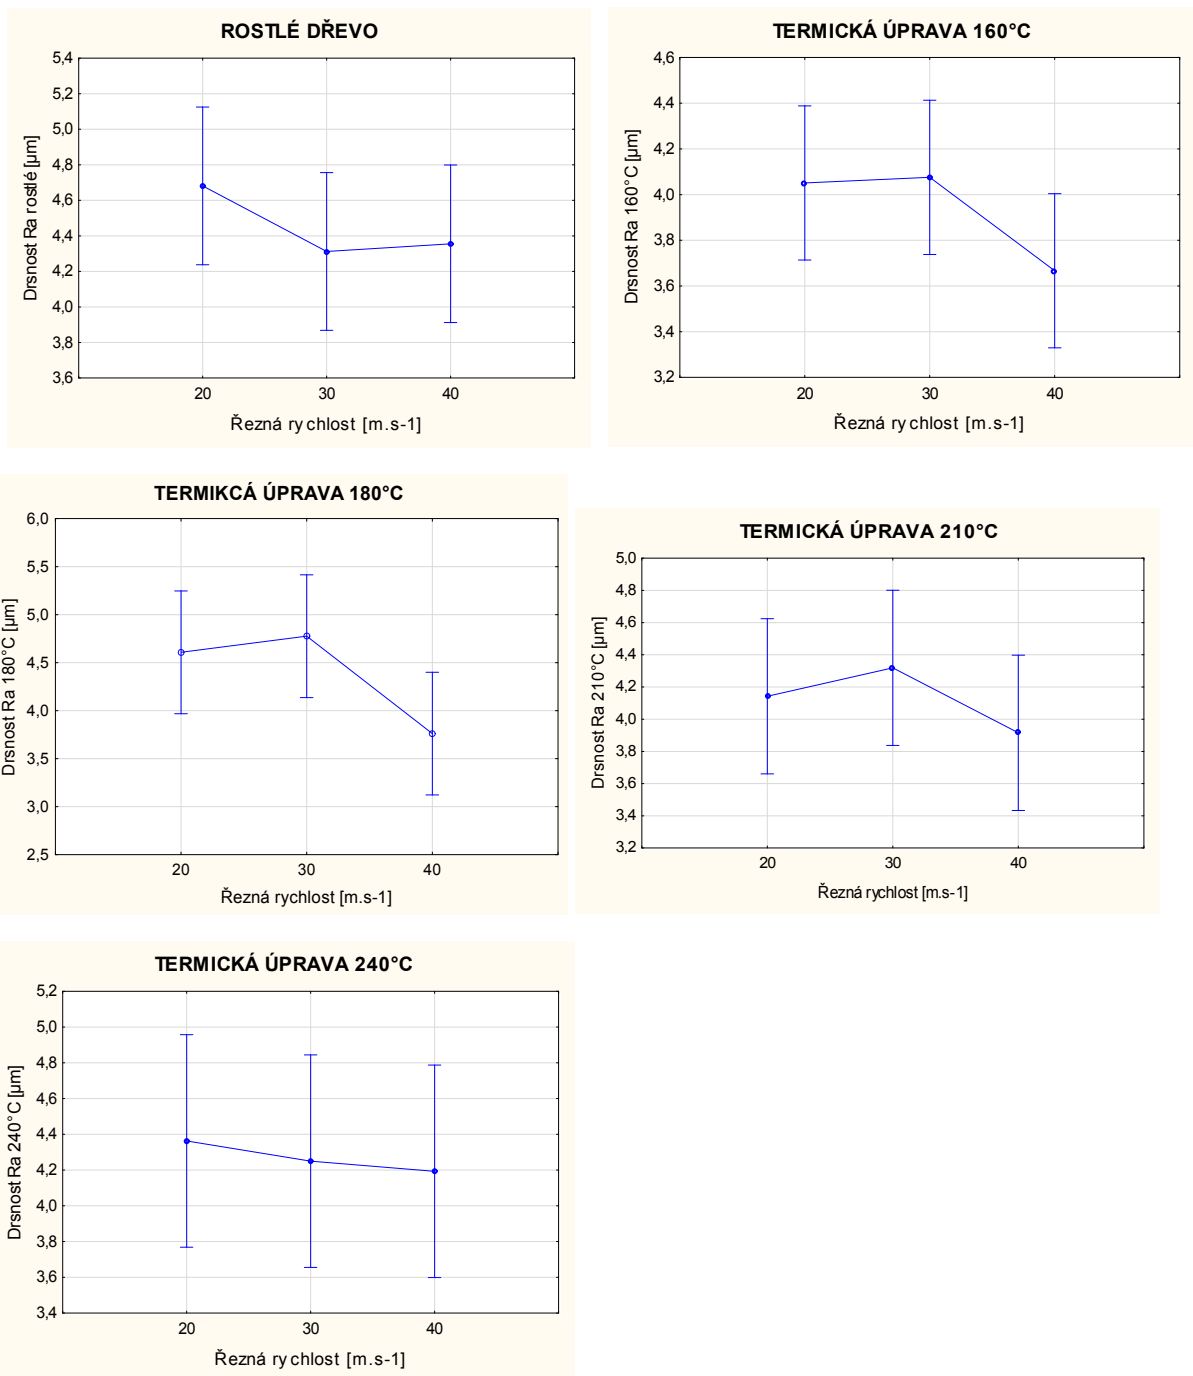 ROSTLÉ DŘEVO
5,4
5,2
5,0
4,8
4,6
4,4
4,2
4,0
3,8
3,6
Drsnost Ra rostlé [µm]
20 30 40
Řezná rychlost [m.s-1]
TERMICKÁ ÚPRAVA 160°C
4,6
4,4
4,2
4,0
3,8
3,6
3,4
3,2
Drsnost Ra 160°C [µm]
20 30 40
Řezná rychlost [m.s-1]
TERMIKCÁ ÚPRAVA 180°C
6,0
5,5
5,0
4,5
4,0
3,5
3,0
2,5
Drsnost Ra 180°C [µm]
20 30 40
Řezná rychlost [m.s-1]
TERMICKÁ ÚPRAVA 210°C
5,0
4,8
4,6
4,4
4,2
4,0
3,8
3,6
3,4
3,2
Drsnost Ra 210°C [µm]
20 30 40
Řezná rychlost [m.s-1]
TERMICKÁ ÚPRAVA 240°C
5,2
5,0
4,8
4,6
4,4
4,2
4,0
3,8
3,6
3,4
Drsnost Ra 240°C [µm]
20 30 40
Řezná rychlost [m.s-1]